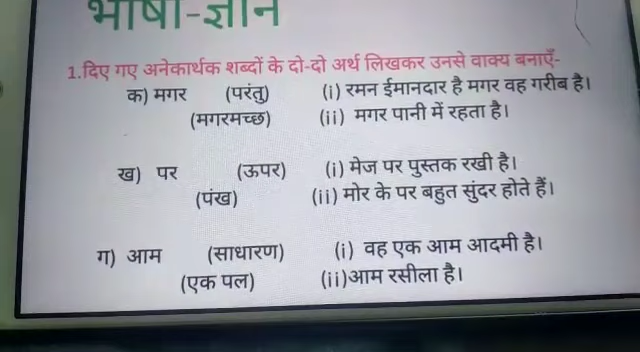 भाषा-ज्ञान
1.दिए गए अनेकार्थक शब्दों के दो-दो अर्थ लिखकर उनसे वाक्य बनाएँ-
क) मगर (परंतु) (i) रमन ईमानदार है मगर वह गरीब है।
(मगरमच्छ) (ii) मगर पानी में रहता है।
ख) पर (ऊपर) (i) मेज पर पुस्तक रखी है।
(पंख) (ii) मोर के पर बहुत सुंदर होते हैं।
ग) आम (साधारण) (i) वह एक आम आदमी है।
(एक पल) (ii)आम रसीला है।